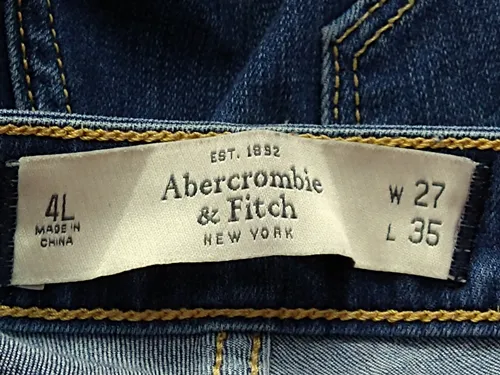 EST. 1892
Abercrombie
& Fitch
NEW YORK
4L
MADE IN
CHINA
W 27
L 35